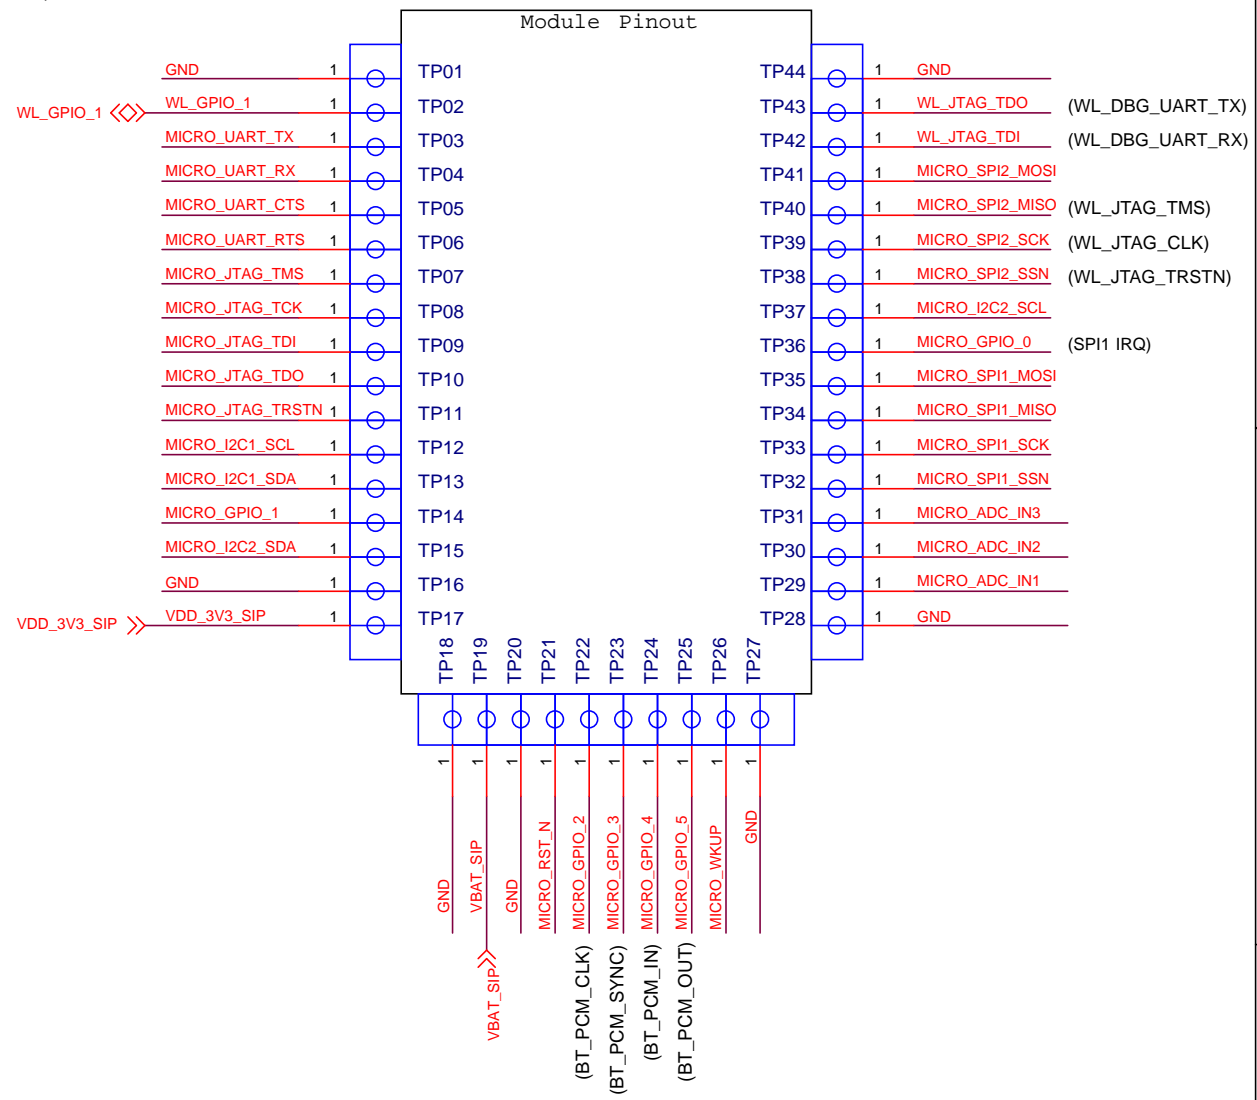 Module Pinout
GND 1 TP01 TP44 1 GND
WL_GPIO_1 WL_GPIO_1 1 TP02 TP43 1 WL_JTAG_TDO (WL_DBG_UART_TX)
MICRO_UART_TX 1 TP03 TP42 1 WL_JTAG_TDI (WL_DBG_UART_RX)
MICRO_UART_RX 1 TP04 TP41 1 MICRO_SPI2_MOSI
MICRO_UART_CTS 1 TP05 TP40 1 MICRO_SPI2_MISO (WL_JTAG_TMS)
MICRO_UART_RTS 1 TP06 TP39 1 MICRO_SPI2_SCK (WL_JTAG_CLK)
MICRO_JTAG_TMS 1 TP07 TP38 1 MICRO_SPI2_SSN (WL_JTAG_TRSTN)
MICRO_JTAG_TCK 1 TP08 TP37 1 MICRO_I2C2_SCL
MICRO_JTAG_TDI 1 TP09 TP36 1 MICRO_GPIO_0 (SPI1 IRQ)
MICRO_JTAG_TDO 1 TP10 TP35 1 MICRO_SPI1_MOSI
MICRO_JTAG_TRSTN 1 TP11 TP34 1 MICRO_SPI1_MISO
MICRO_I2C1_SCL 1 TP12 TP33 1 MICRO_SPI1_SCK
MICRO_I2C1_SDA 1 TP13 TP32 1 MICRO_SPI1_SSN
MICRO_GPIO_1 1 TP14 TP31 1 MICRO_ADC_IN3
MICRO_I2C2_SDA 1 TP15 TP30 1 MICRO_ADC_IN2
GND 1 TP16 TP29 1 MICRO_ADC_IN1
VDD_3V3_SIP VDD_3V3_SIP 1 TP17 TP28 1 GND
TP18 1 GND
TP19 1 VBAT_SIP VBAT_SIP
TP20 1 GND
TP21 1 MICRO_RST_N
TP22 1 MICRO_GPIO_2 (BT_PCM_CLK)
TP23 1 MICRO_GPIO_3 (BT_PCM_SYNC)
TP24 1 MICRO_GPIO_4 (BT_PCM_IN)
TP25 1 MICRO_GPIO_5 (BT_PCM_OUT)
TP26 1 MICRO_WKUP
TP27 1 GND